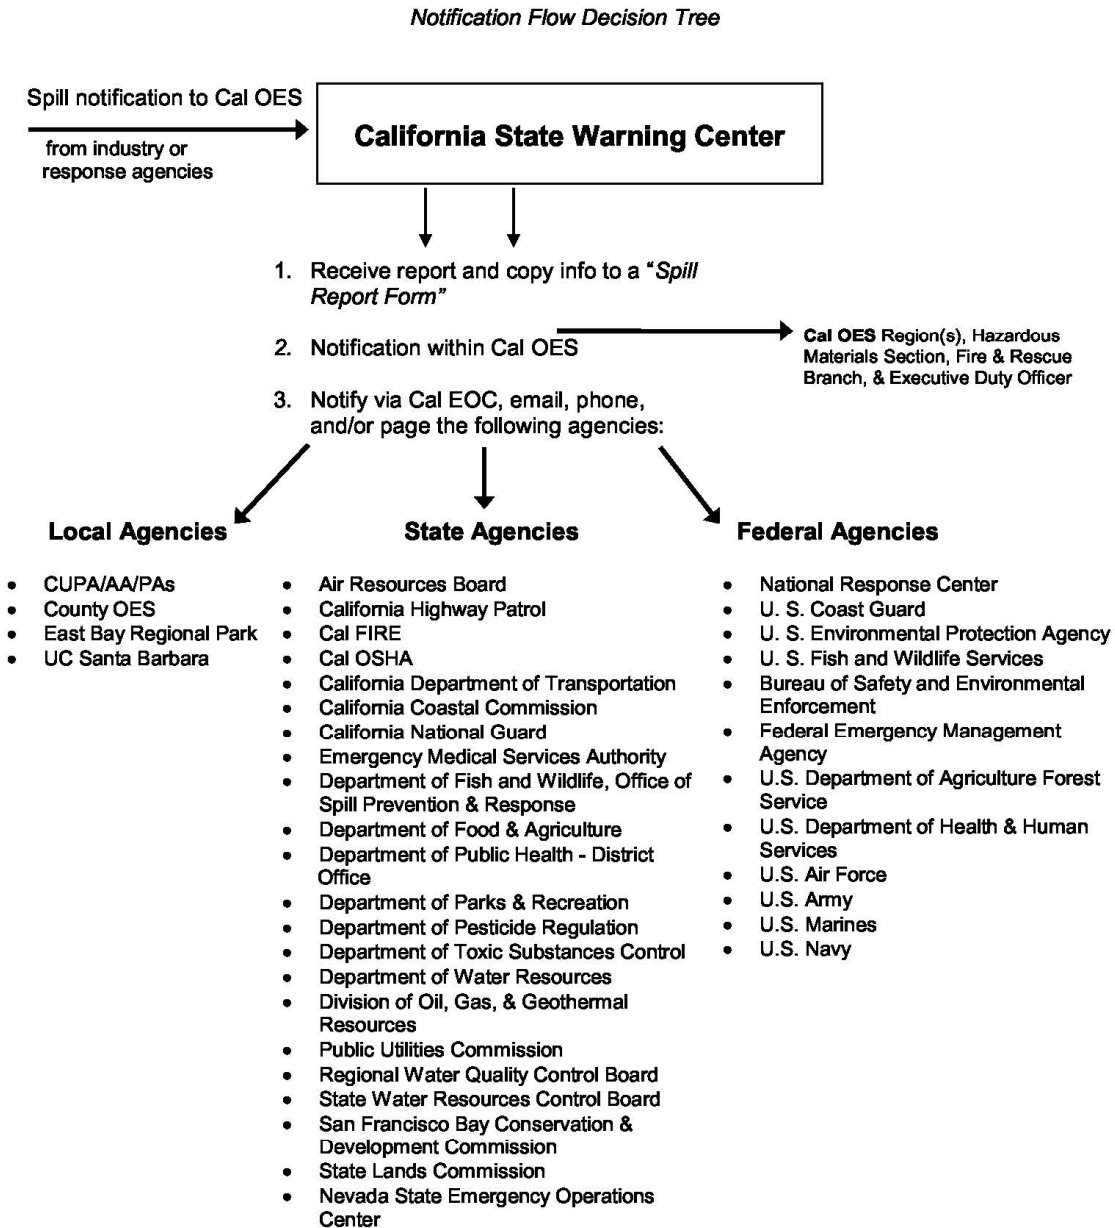 Notification Flow Decision Tree
Spill notification to Cal OES
from industry or
response agencies
California State Warning Center
1. Receive report and copy info to a “Spill
Report Form”
2. Notification within Cal OES
Cal OES Region(s), Hazardous
Materials Section, Fire & Rescue
Branch, & Executive Duty Officer
3. Notify via Cal EOC, email, phone,
and/or page the following agencies:
Local Agencies
• CUPA/AA/PAs
• County OES
• East Bay Regional Park
• UC Santa Barbara
State Agencies
• Air Resources Board
• California Highway Patrol
• Cal FIRE
• Cal OSHA
• California Department of Transportation
• California Coastal Commission
• California National Guard
• Emergency Medical Services Authority
• Department of Fish and Wildlife, Office of
Spill Prevention & Response
• Department of Food & Agriculture
• Department of Public Health - District
Office
• Department of Parks & Recreation
• Department of Pesticide Regulation
• Department of Toxic Substances Control
• Department of Water Resources
• Division of Oil, Gas, & Geothermal
Resources
• Public Utilities Commission
• Regional Water Quality Control Board
• State Water Resources Control Board
• San Francisco Bay Conservation &
Development Commission
• State Lands Commission
• Nevada State Emergency Operations
Center
Federal Agencies
• National Response Center
• U. S. Coast Guard
• U. S. Environmental Protection Agency
• U. S. Fish and Wildlife Services
• Bureau of Safety and Environmental
Enforcement
• Federal Emergency Management
Agency
• U.S. Department of Agriculture Forest
Service
• U.S. Department of Health & Human
Services
• U.S. Air Force
• U.S. Army
• U.S. Marines
• U.S. Navy